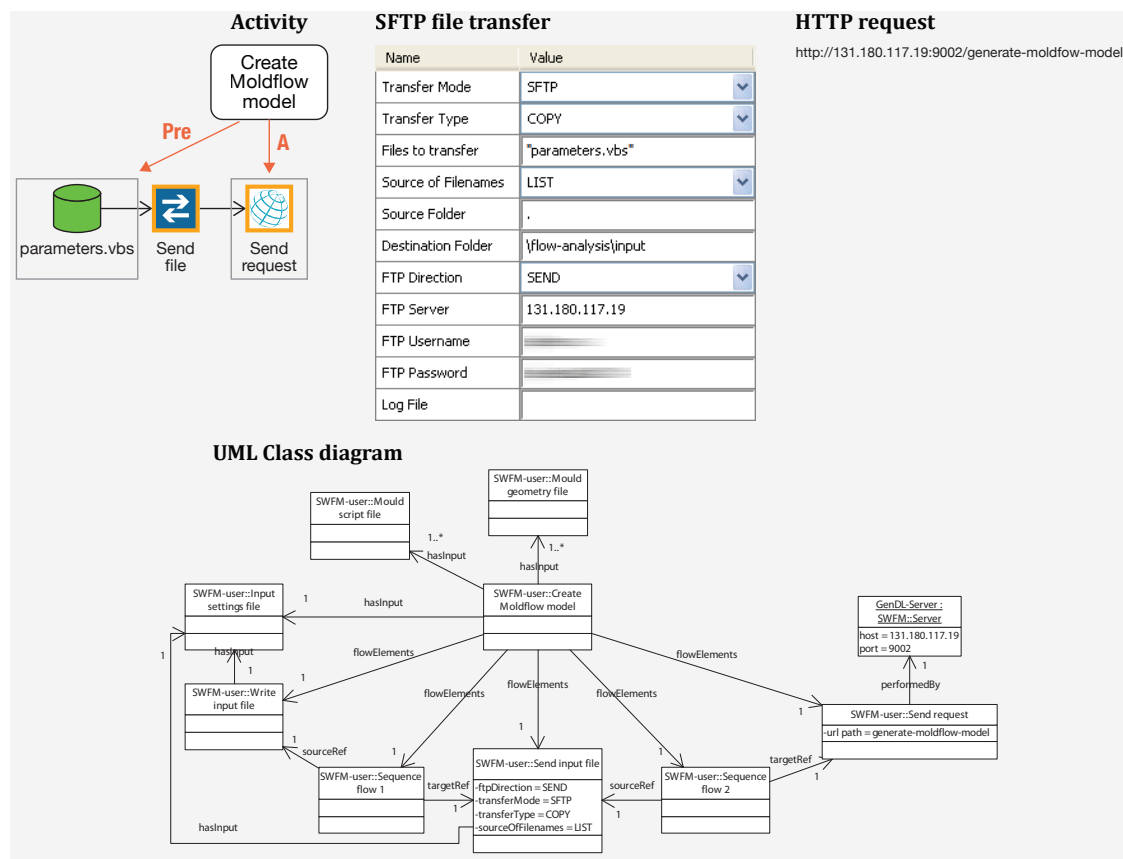 Activity
Create
Moldflow
model
Pre
A
parameters.vbs
Send
file
Send
request
SFTP file transfer
Name Value
Transfer Mode SFTP
Transfer Type COPY
Files to transfer "parameters.vbs"
Source of Filenames LIST
Source Folder .
Destination Folder \flow-analysis\input
FTP Direction SEND
FTP Server 131.180.117.19
FTP Username
FTP Password
Log File
HTTP request
http://131.180.117.19:9002/generate-moldfow-model
UML Class diagram
SWFM-user::Mould
script file
SWFM-user::Mould
geometry file
1..*
hasInput
1..*
hasInput
SWFM-user::Input
settings file
1
hasInput
SWFM-user::Create
Moldflow model
GenDL-Server :
SWFM::Server
host = 131.180.117.19
port = 9002
1
hasInput
1
flowElements
1
flowElements
flowElements
flowElements
flowElements
1
performedBy
SWFM-user::Write
input file
1
SWFM-user::Send request
-url path = generate-moldflow-model
1
sourceRef
1
1
1
targetRef
1
SWFM-user::Sequence
flow 1
targetRef
1
SWFM-user::Send input file
-ftpDirection = SEND
-transferMode = SFTP
-transferType = COPY
-sourceOfFilenames = LIST
sourceRef
1
SWFM-user::Sequence
flow 2
hasInput